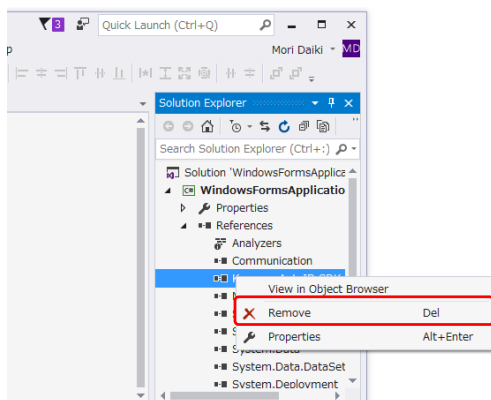 3
Quick Launch (Ctrl+Q)
p
Mori Daiki
MD
Solution Explorer
Search Solution Explorer (Ctrl+:)
Solution 'WindowsFormsApplica
C#
WindowsFormsApplicatio
Properties
References
Analyzers
Communication
View in Object Browser
Remove Del
Properties Alt+Enter
System.Data
System.Data.DataSet
System.Deployment